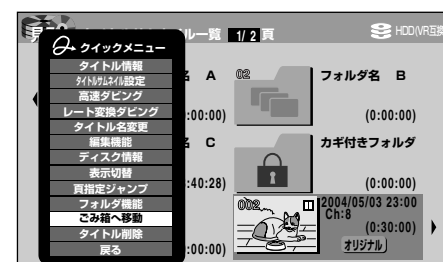 ル一覧 1/2 頁
HDD(VR互換
クイックメニュー
タイトル情報
タイトルサムネイル設定
高速ダビング
レート変換ダビング
タイトル名変更
編集機能
ディスク情報
表示切替
頁指定ジャンプ
フォルダ機能
ごみ箱へ移動
タイトル削除
戻る
A
:00:00)
02
フォルダ名 B
(0:00:00)
C
:40:28)
カギ付きフォルダ
(0:00:00)
002
2004/05/03 23:00
Ch:8
(0:30:00)
オリジナル
:00:00)